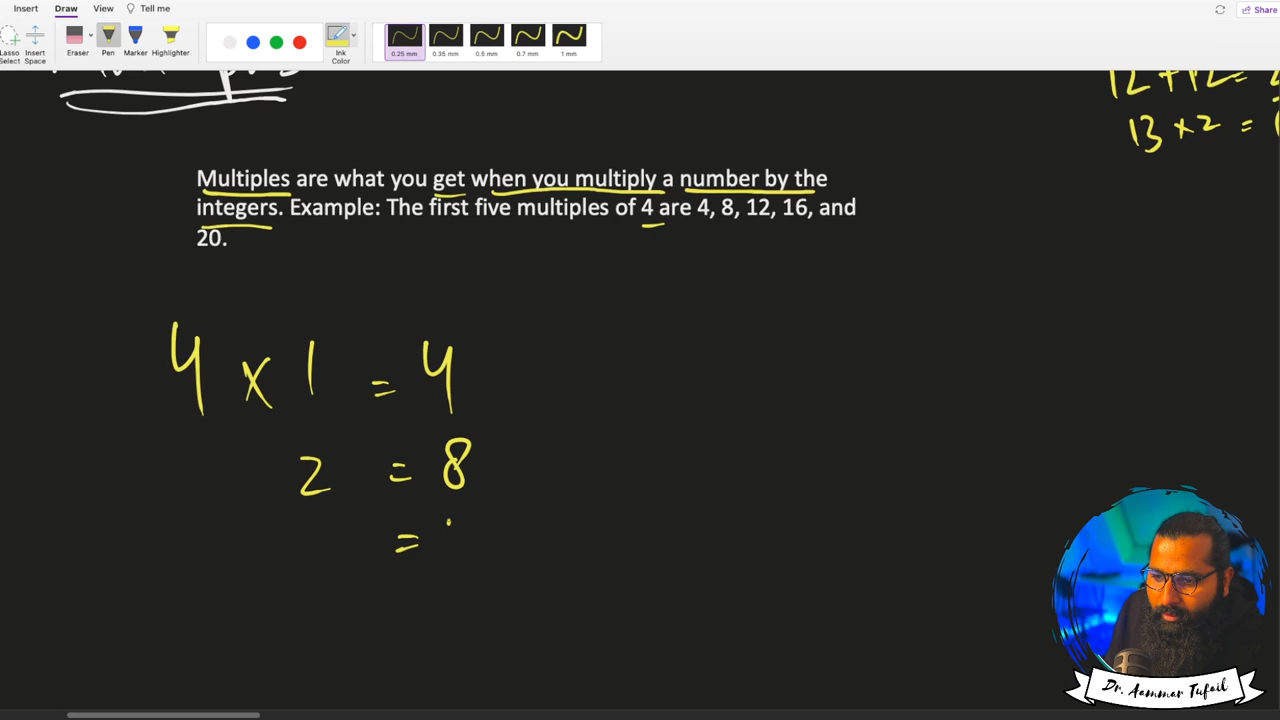 Insert Draw View Tell me
Share
Lasso Select
Insert Space
Eraser
Pen
Marker
Highlighter
Ink Color
0.25 mm
0.35 mm
0.5 mm
0.7 mm
1 mm
12 + 12 =
13 x 2 =
Multiples are what you get when you multiply a number by the
integers. Example: The first five multiples of 4 are 4, 8, 12, 16, and
20.
4 x 1 = 4
2 = 8
=
Dr. Aammar Tufail